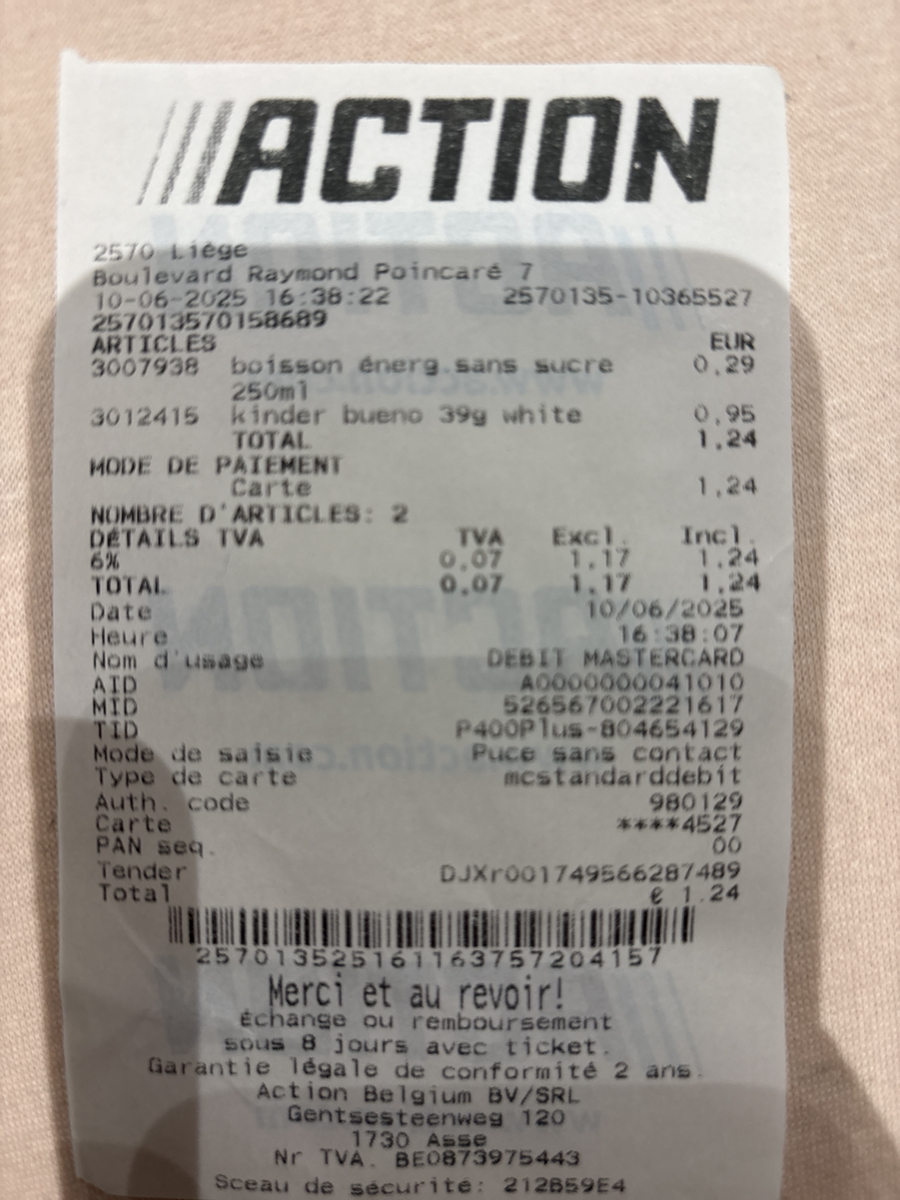 ACTION
2570 Liège
Boulevard Raymond Poincaré 7
10-06-2025 16:38:22 2570135-10365527
257013570158689
ARTICLES EUR
3007938 boisson énerg.sans sucre 0,29
250ml
3012415 kinder bueno 39g white 0,95
TOTAL 1,24
MODE DE PAIEMENT
Carte 1,24
NOMBRE D'ARTICLES: 2
DÉTAILS TVA TVA Excl. Incl.
6% 0,07 1,17 1,24
TOTAL 0,07 1,17 1,24
Date 10/06/2025
Heure 16:38:07
Nom d'usage DEBIT MASTERCARD
AID A0000000041010
MID 526567002221617
TID P400Plus-804654129
Mode de saisie Puce sans contact
Type de carte mcstandarddebit
Auth. code 980129
Carte ****4527
PAN seq. 00
Tender DJXr001749566287489
Total € 1.24
257013525161163757204157
Merci et au revoir!
Échange ou remboursement
sous 8 jours avec ticket.
Garantie légale de conformité 2 ans.
Action Belgium BV/SRL
Gentsesteenweg 120
1730 Asse
Nr TVA. BE0873975443
Sceau de sécurité: 212B59E4